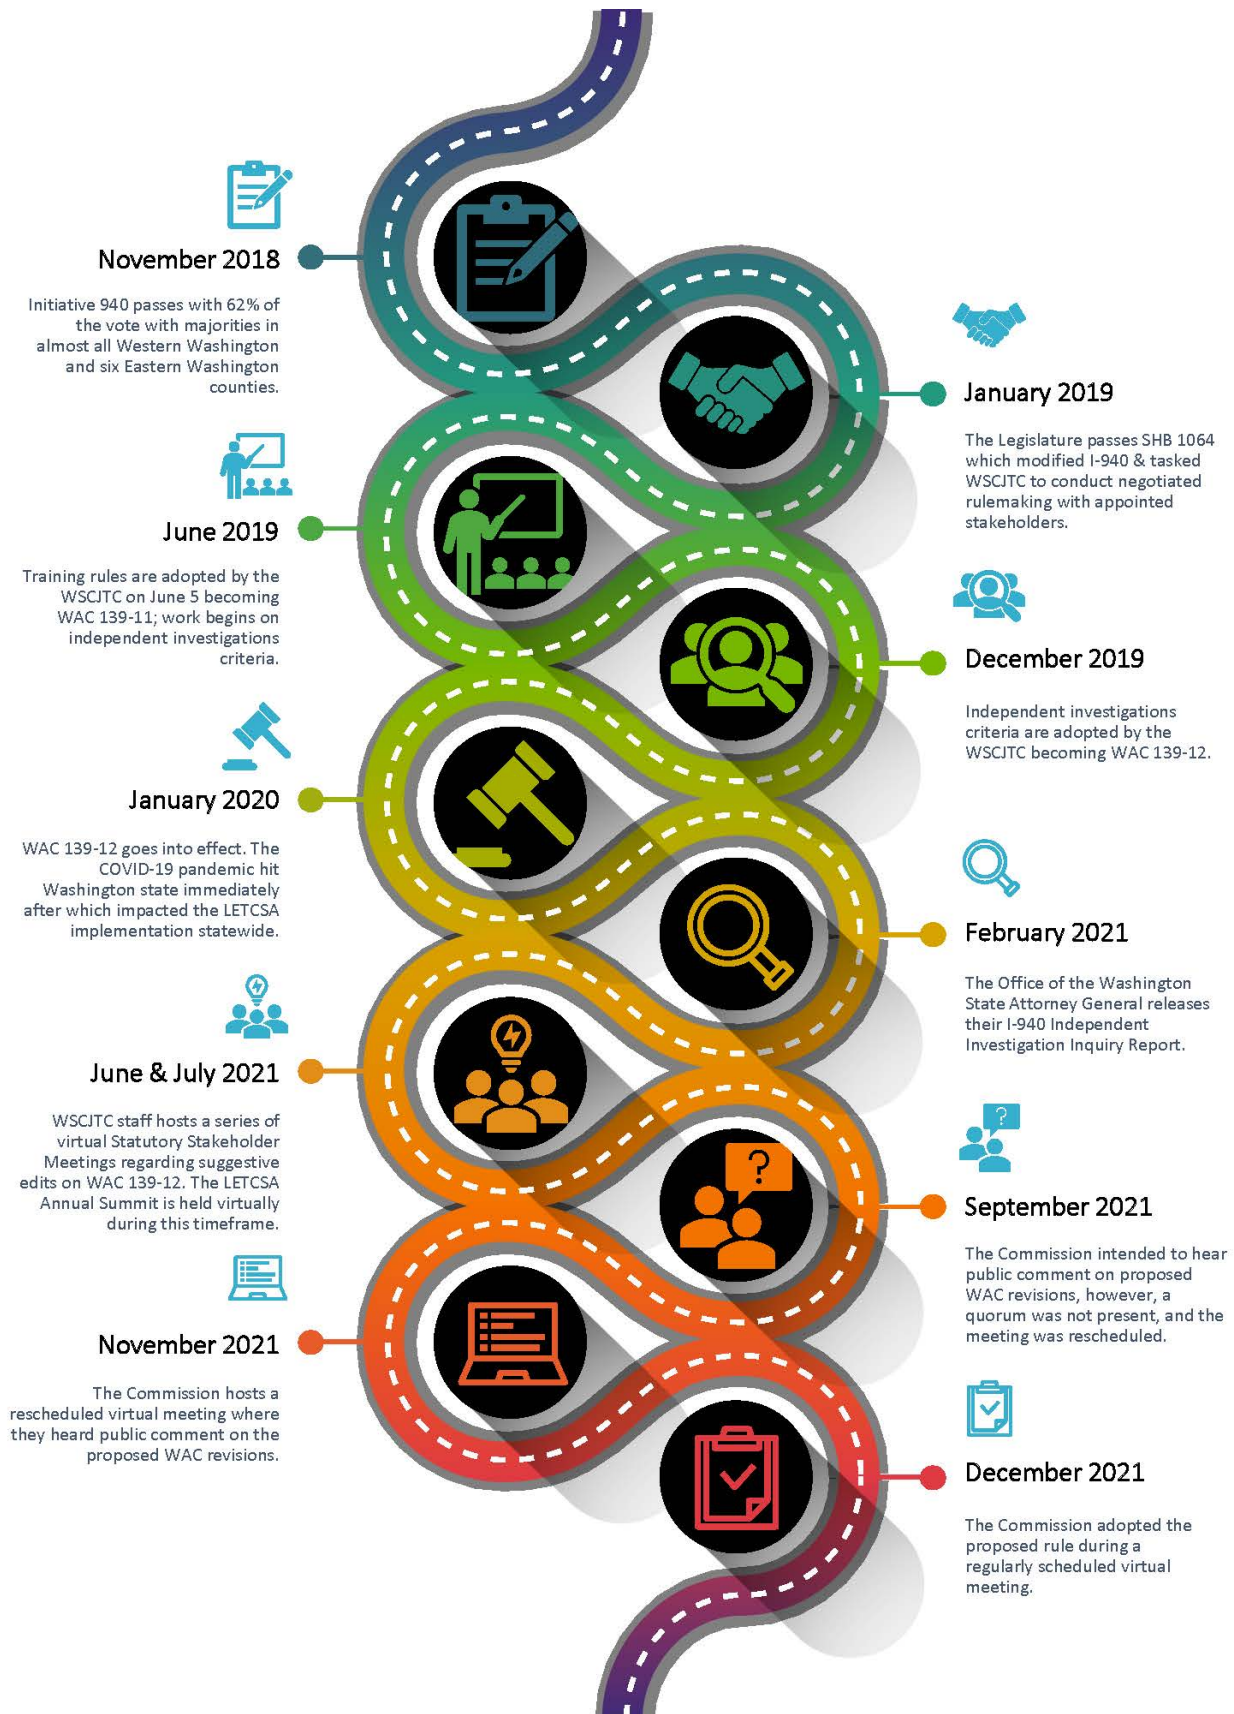 November 2018
Initiative 940 passes with 62% of
the vote with majorities in
almost all Western Washington
and six Eastern Washington
counties.
January 2019
The Legislature passes SHB 1064
which modified I-940 & tasked
WSCJTC to conduct negotiated
rulemaking with appointed
stakeholders.
June 2019
Training rules are adopted by the
WSCJTC on June 5 becoming
WAC 139-11; work begins on
independent investigations
criteria.
December 2019
Independent investigations
criteria are adopted by the
WSCJTC becoming WAC 139-12.
January 2020
WAC 139-12 goes into effect. The
COVID-19 pandemic hit
Washington state immediately
after which impacted the LETCSA
implementation statewide.
February 2021
The Office of the Washington
State Attorney General releases
their I-940 Independent
Investigation Inquiry Report.
June & July 2021
WSCJTC staff hosts a series of
virtual Statutory Stakeholder
Meetings regarding suggestive
edits on WAC 139-12. The LETCSA
Annual Summit is held virtually
during this timeframe.
?
?
September 2021
The Commission intended to hear
public comment on proposed
WAC revisions, however, a
quorum was not present, and the
meeting was rescheduled.
November 2021
The Commission hosts a
rescheduled virtual meeting where
they heard public comment on the
proposed WAC revisions.
December 2021
The Commission adopted the
proposed rule during a
regularly scheduled virtual
meeting.